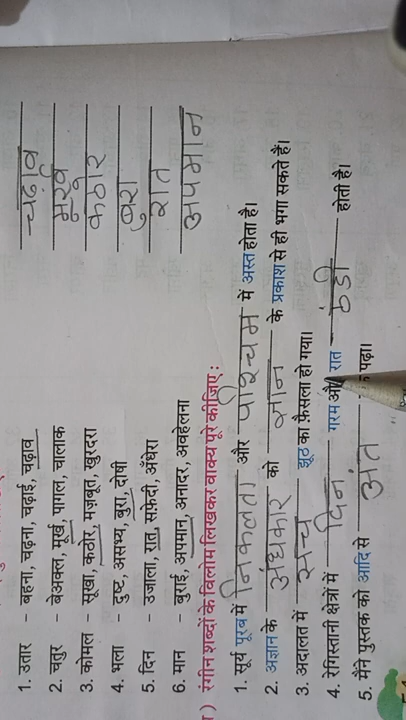 1. उतार – बहना, चढ़ना, चढ़ाई, चढ़ाव चढ़ाव
2. चतुर – बेअक्ल, मूर्ख, पागल, चालाक मूर्ख
3. कोमल – सूखा, कठोर, मज़बूत, खुरदरा कठोर
4. भला – दुष्ट, असभ्य, बुरा, दोषी बुरा
5. दिन – उजाला, रात, सफ़ेदी, अँधेरा रात
6. मान – बुराई, अपमान, अनादर, अवहेलना अपमान
) रंगीन शब्दों के विलोम लिखकर वाक्य पूरे कीजिए :
1. सूर्य पूरब में निकलता और पश्चिम में अस्त होता है।
2. अज्ञान के अंधकार को ज्ञान के प्रकाश से ही भगा सकते हैं।
3. अदालत में सच झूठ का फ़ैसला हो गया।
4. रेगिस्तानी क्षेत्रों में दिन गरम और रात ठंडी होती है।
5. मैंने पुस्तक को आदि से अंत पढ़ा।